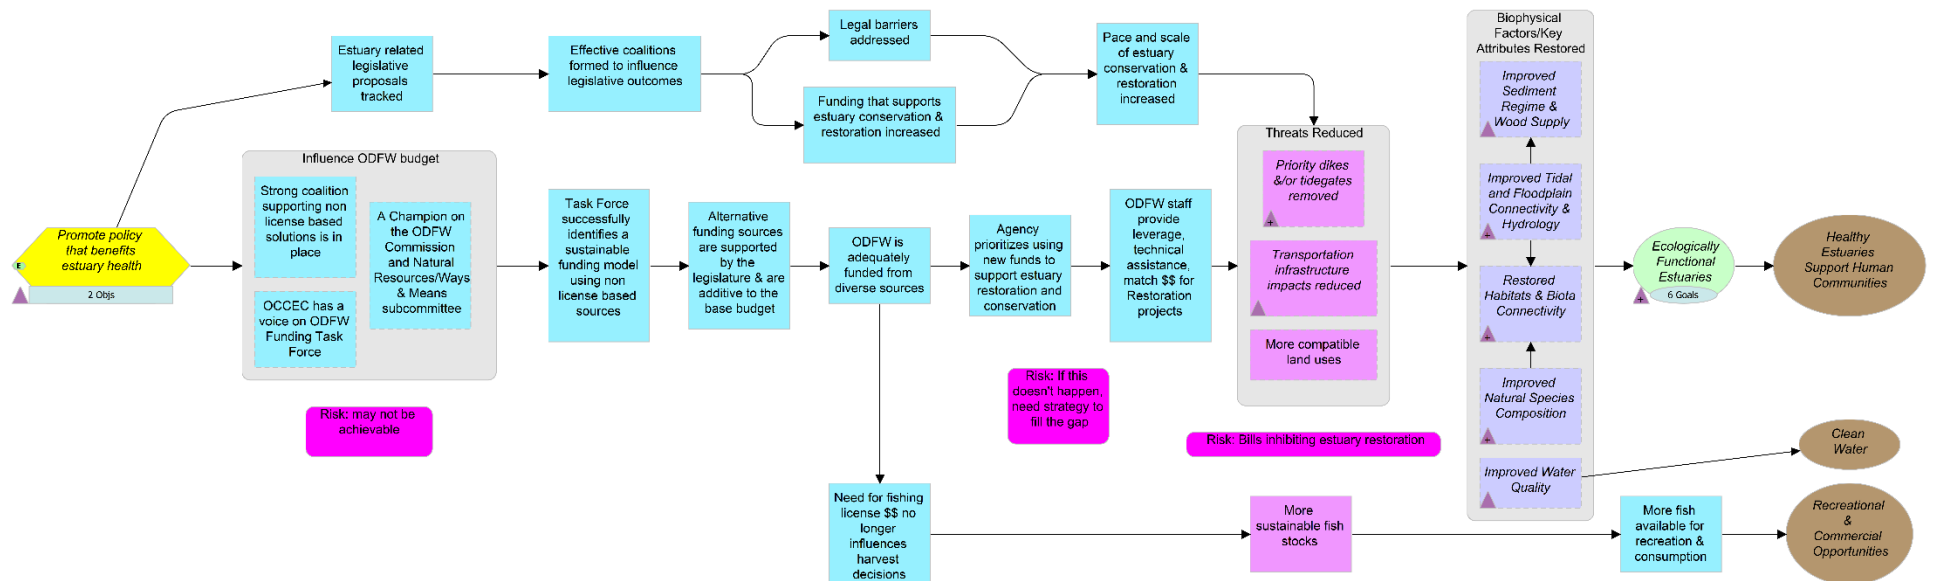 Promote policy
that benefits
estuary health
E
2 Objs
Estuary related
legislative
proposals
tracked
Effective coalitions
formed to influence
legislative outcomes
Legal barriers
addressed
Funding that supports
estuary conservation &
restoration increased
Pace and scale
of estuary
conservation &
restoration
increased
Influence ODFW budget
Strong coalition
supporting non
license based
solutions is in
place
OCCEC has a
voice on ODFW
Funding Task
Force
A Champion on
the ODFW
Commission
and Natural
Resources/Ways
& Means
subcommittee
Task Force
successfully
identifies a
sustainable
funding model
using non
license based
sources
Alternative
funding sources
are supported
by the
legislature & are
additive to the
base budget
ODFW is
adequately
funded from
diverse sources
Agency
prioritizes using
new funds to
support estuary
restoration and
conservation
ODFW staff
provide
leverage,
technical
assistance,
match $$ for
Restoration
projects
Threats Reduced
Priority dikes
&/or tidegates
removed
+
Transportation
infrastructure
impacts reduced
More compatible
land uses
Biophysical
Factors/Key
Attributes Restored
Improved
Sediment
Regime &
Wood Supply
Improved Tidal
and Floodplain
Connectivity &
Hydrology
+
Restored
Habitats & Biota
Connectivity
+
Improved
Natural Species
Composition
+
Improved Water
Quality
Ecologically
Functional
Estuaries
+
6 Goals
Healthy
Estuaries
Support Human
Communities
Risk: may not be
achievable
Risk: If this
doesn't happen,
need strategy to
fill the gap
Risk: Bills inhibiting estuary restoration
Clean
Water
Need for fishing
license $$ no
longer
influences
harvest
decisions
More
sustainable fish
stocks
More fish
available for
recreation &
consumption
Recreational
&
Commercial
Opportunities